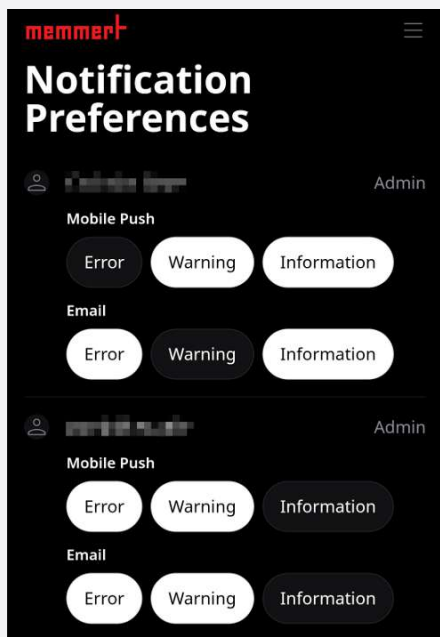 memmert
Notification
Preferences
Admin
Mobile Push
Error Warning Information
Email
Error Warning Information
Admin
Mobile Push
Error Warning Information
Email
Error Warning Information